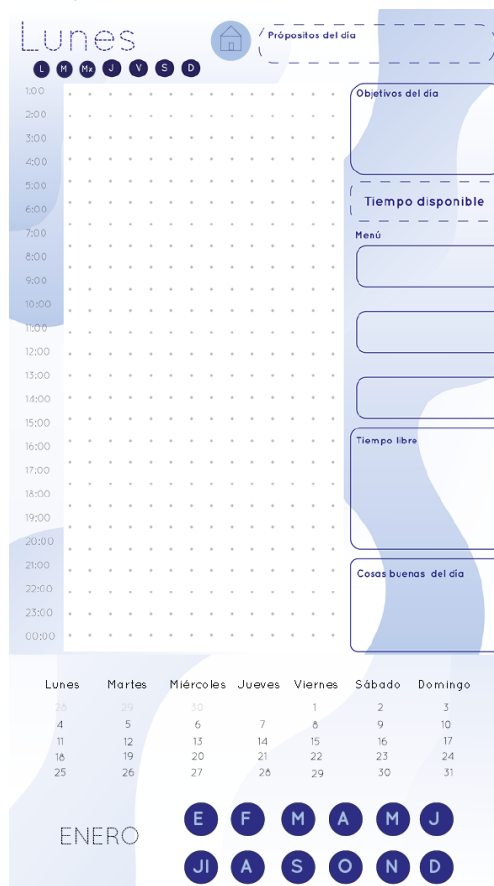 Lunes
Própositos del día
L M Mx J V S D
1:00
2:00
3:00
4:00
5:00
6:00
7:00
8:00
9:00
10:00
11:00
12:00
13:00
14:00
15:00
16:00
17:00
18:00
19:00
20:00
21:00
22:00
23:00
00:00
Objetivos del día
Tiempo disponible
Menú
Tiempo libre
Cosas buenas del día
Lunes Martes Miércoles Jueves Viernes Sábado Domingo
28 29 30 1 2 3
4 5 6 7 8 9 10
11 12 13 14 15 16 17
18 19 20 21 22 23 24
25 26 27 28 29 30 31
ENERO
E F M A M J
Jl A S O N D